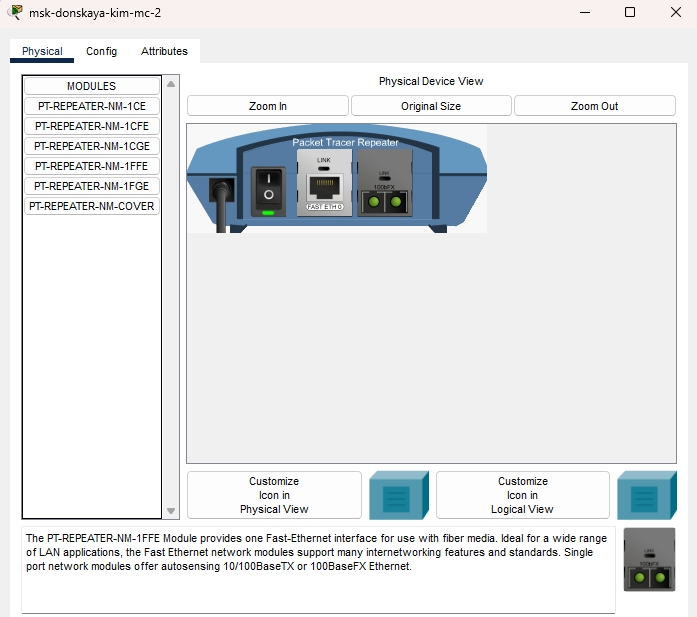 msk-donskaya-kim-mc-2
Physical Config Attributes
MODULES
PT-REPEATER-NM-1CE
PT-REPEATER-NM-1CFE
PT-REPEATER-NM-1CGE
PT-REPEATER-NM-1FFE
PT-REPEATER-NM-1FGE
PT-REPEATER-NM-COVER
Physical Device View
Zoom In Original Size Zoom Out
Packet Tracer Repeater
LINK
FAST ETH 0
LINK
100bFX
Customize
Icon in
Physical View
Customize
Icon in
Logical View
The PT-REPEATER-NM-1FFE Module provides one Fast-Ethernet interface for use with fiber media. Ideal for a wide range
of LAN applications, the Fast Ethernet network modules support many internetworking features and standards. Single
port network modules offer autosensing 10/100BaseTX or 100BaseFX Ethernet.
LINK
100bFX